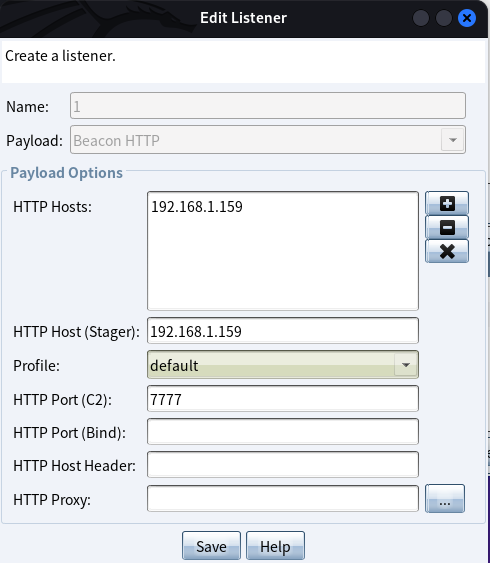 Edit Listener
Create a listener.
Name: 1
Payload: Beacon HTTP
Payload Options
HTTP Hosts: 192.168.1.159
HTTP Host (Stager): 192.168.1.159
Profile: default
HTTP Port (C2): 7777
HTTP Port (Bind):
HTTP Host Header:
HTTP Proxy: ...
Save Help